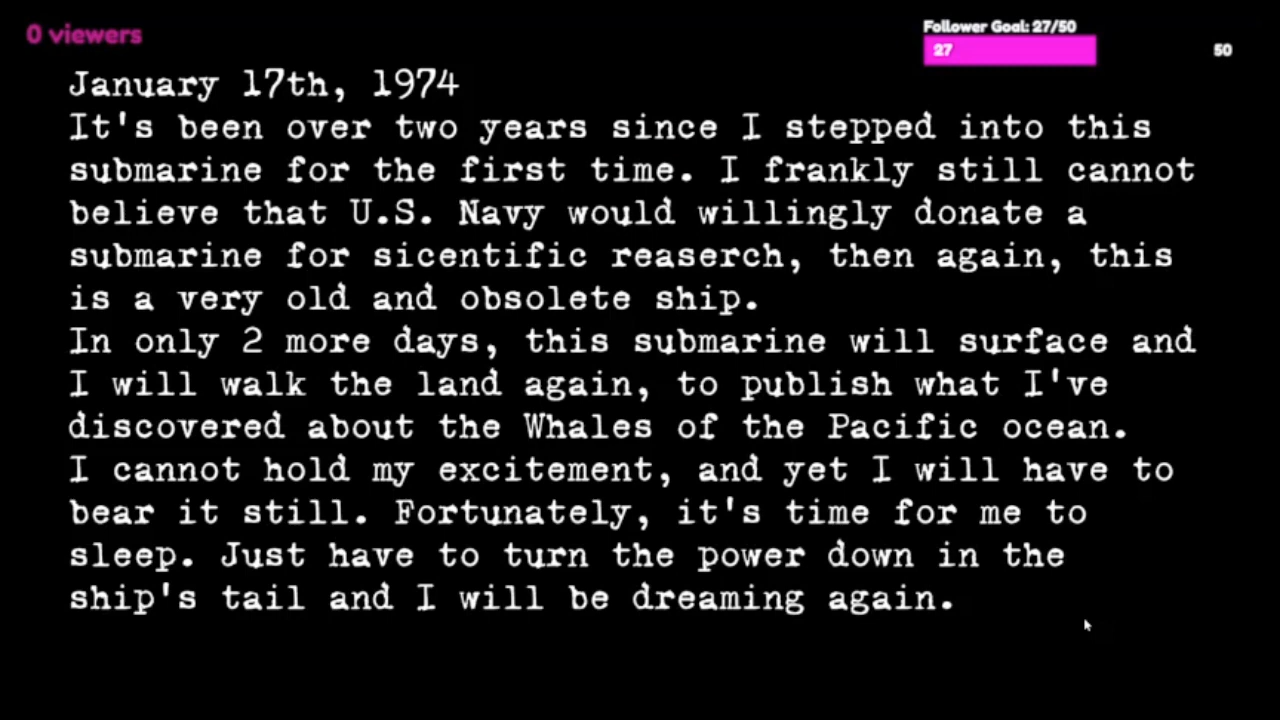 0 viewers
Follower Goal: 27/50
27
50
January 17th, 1974
It's been over two years since I stepped into this
submarine for the first time. I frankly still cannot
believe that U.S. Navy would willingly donate a
submarine for sicentific reaserch, then again, this
is a very old and obsolete ship.
In only 2 more days, this submarine will surface and
I will walk the land again, to publish what I've
discovered about the Whales of the Pacific ocean.
I cannot hold my excitement, and yet I will have to
bear it still. Fortunately, it's time for me to
sleep. Just have to turn the power down in the
ship's tail and I will be dreaming again.